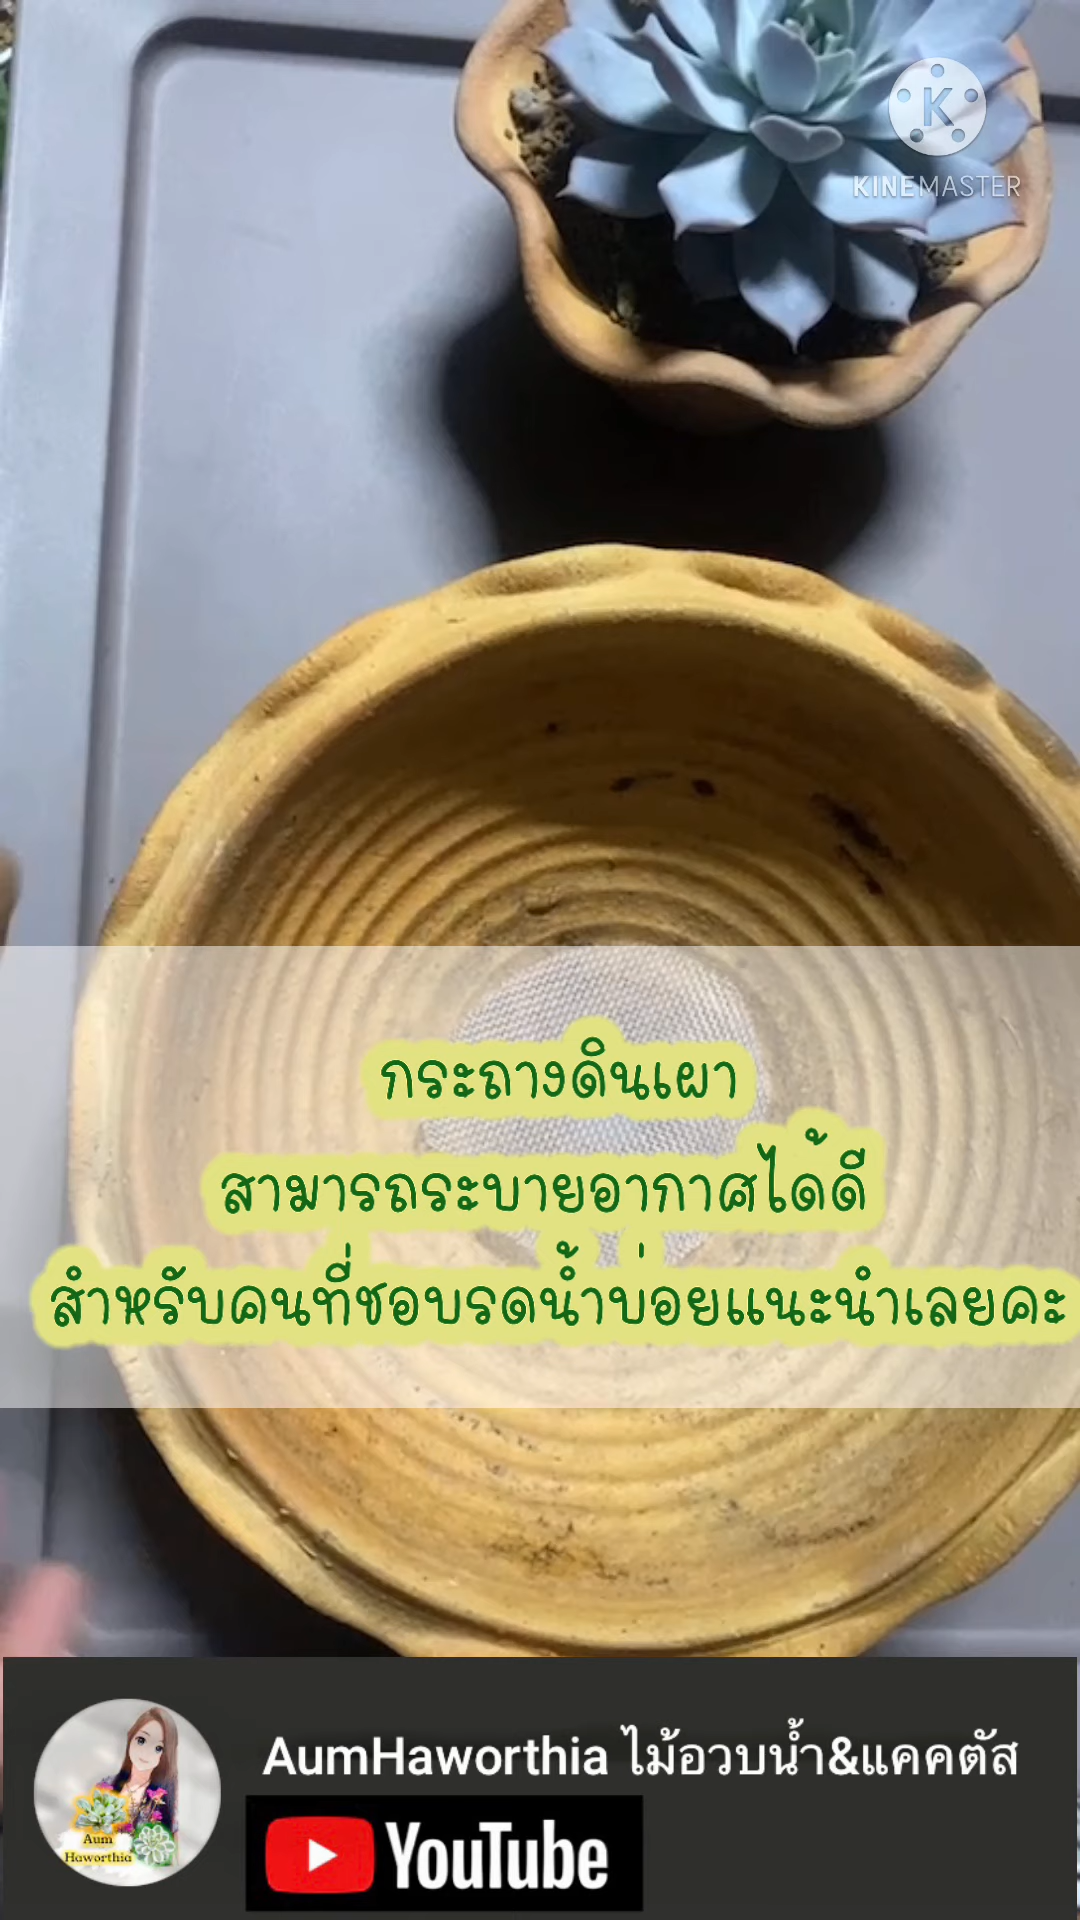 K
KINEMASTER
กระถางดินเผา
สามารถระบายอากาศได้ดี
สำหรับคนที่ชอบรดน้ำบ่อยแนะนำเลยคะ
AumHaworthia ไม้อวบน้ำ&แคคตัส
Aum
Haworthia
YouTube